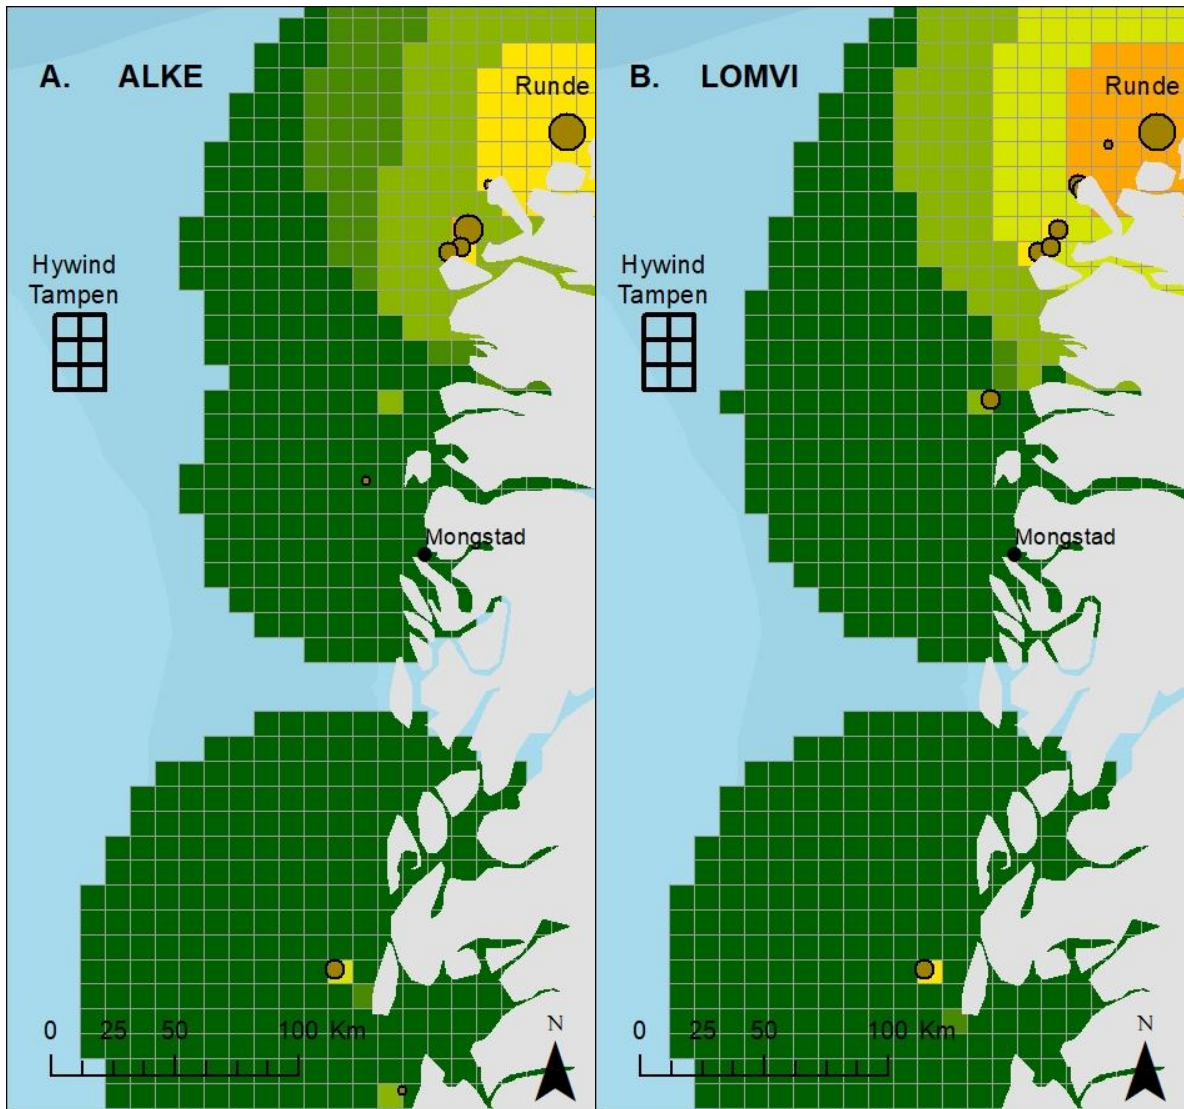 A. ALKE
Runde
Hywind
Tampen
Mongstad
0 25 50 100 Km
N
B. LOMVI
Runde
Hywind
Tampen
Mongstad
0 25 50 100 Km
N